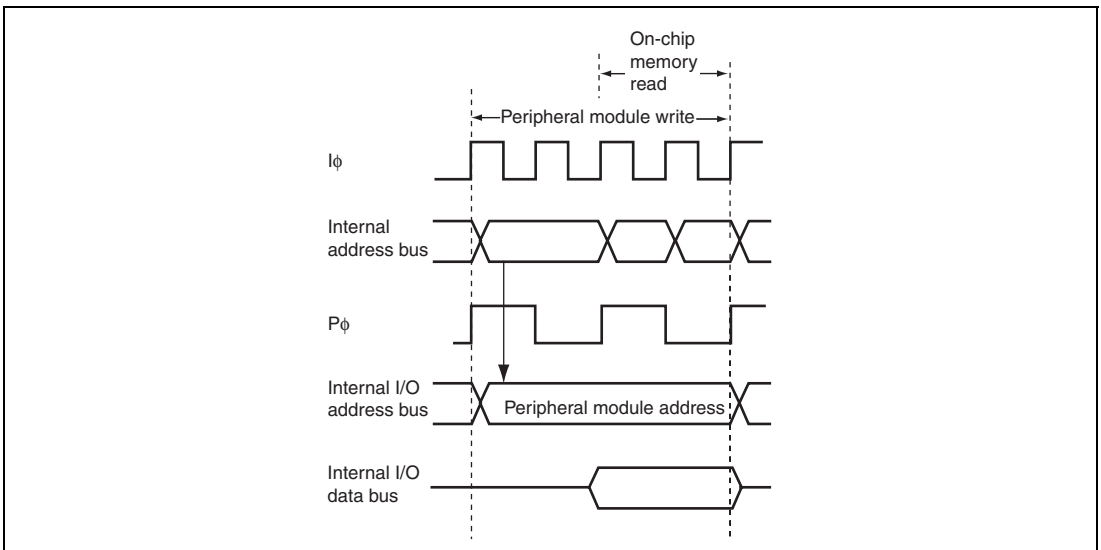 On-chip
memory
read
Peripheral module write
Iϕ
Internal
address bus
Pϕ
Internal I/O
address bus
Peripheral module address
Internal I/O
data bus